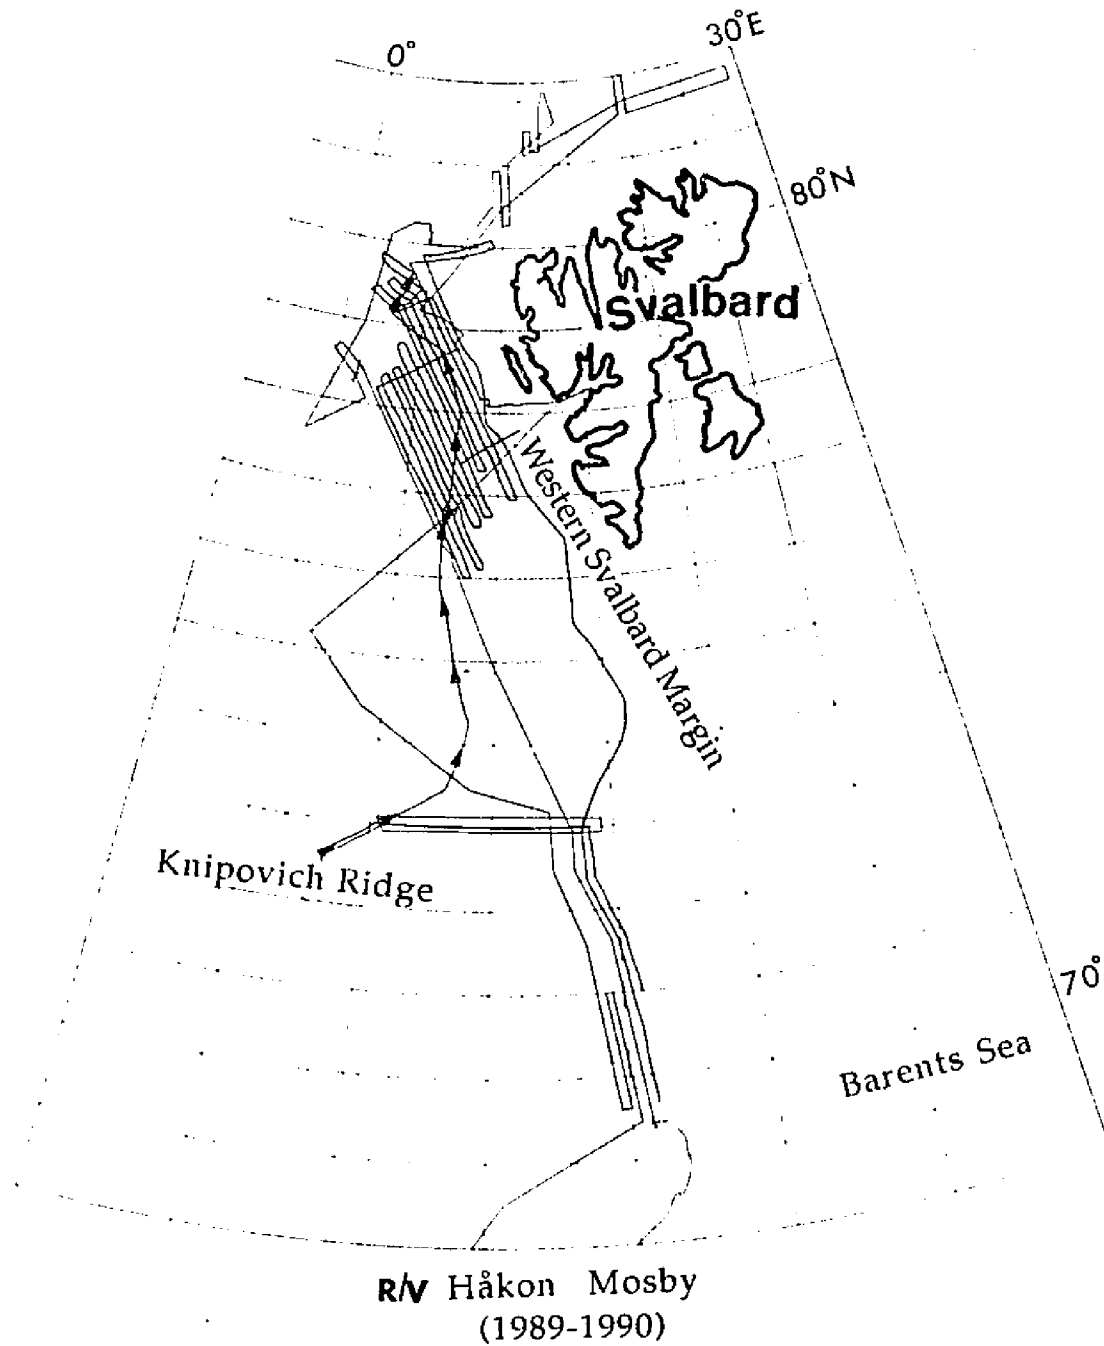 0°
30°E
80°N
Svalbard
Western Svalbard Margin
Knipovich Ridge
70°
Barents Sea
R/V Håkon Mosby
(1989-1990)